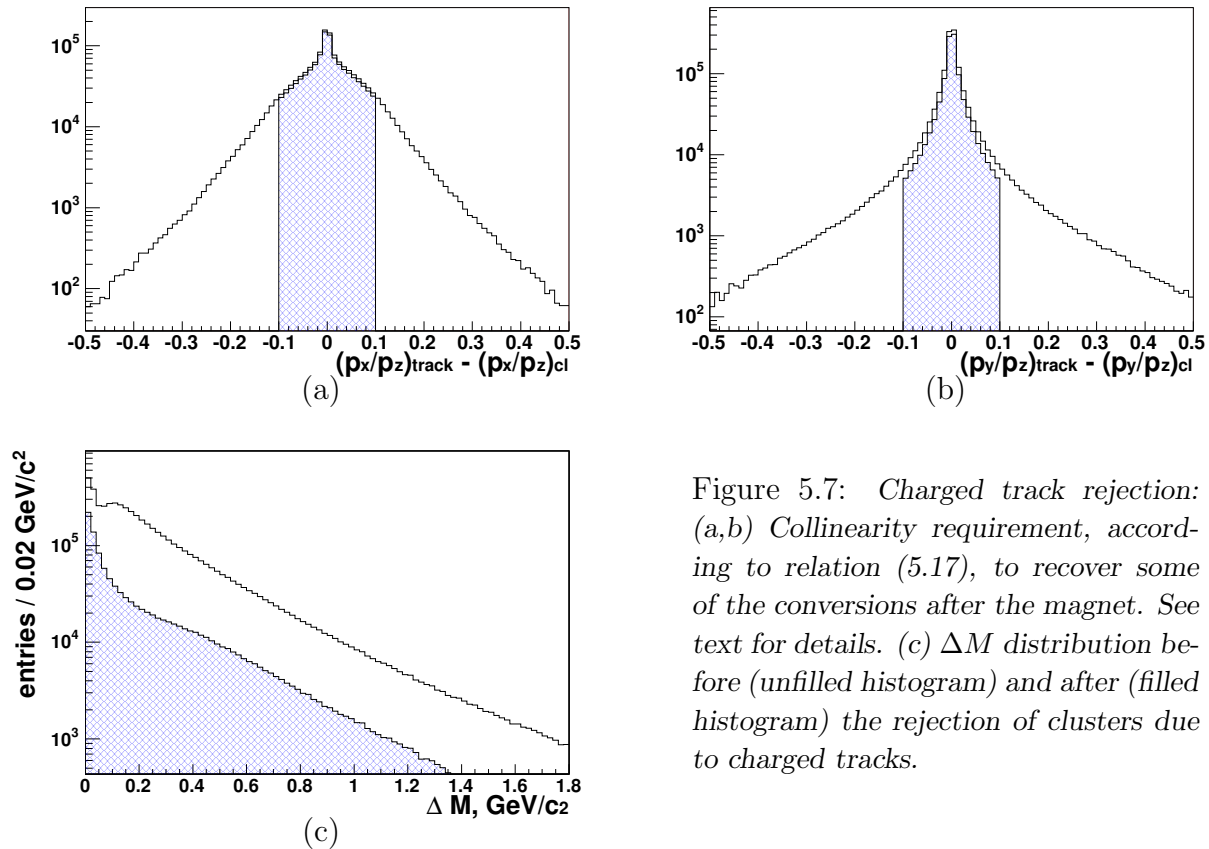 10⁵
10⁴
10³
10²
-0.5 -0.4 -0.3 -0.2 -0.1 0 0.1 0.2 0.3 0.4 0.5
(pₓ/p_z)track - (pₓ/p_z)cl
(a)
10⁵
10⁴
10³
10²
-0.5 -0.4 -0.3 -0.2 -0.1 0 0.1 0.2 0.3 0.4 0.5
(p_y/p_z)track - (p_y/p_z)cl
(b)
entries / 0.02 GeV/c²
10⁵
10⁴
10³
0 0.2 0.4 0.6 0.8 1 1.2 1.4 1.6 1.8
Δ M, GeV/c2
(c)
Figure 5.7: Charged track rejection:
(a,b) Collinearity requirement, accord-
ing to relation (5.17), to recover some
of the conversions after the magnet. See
text for details. (c) ΔM distribution be-
fore (unfilled histogram) and after (filled
histogram) the rejection of clusters due
to charged tracks.